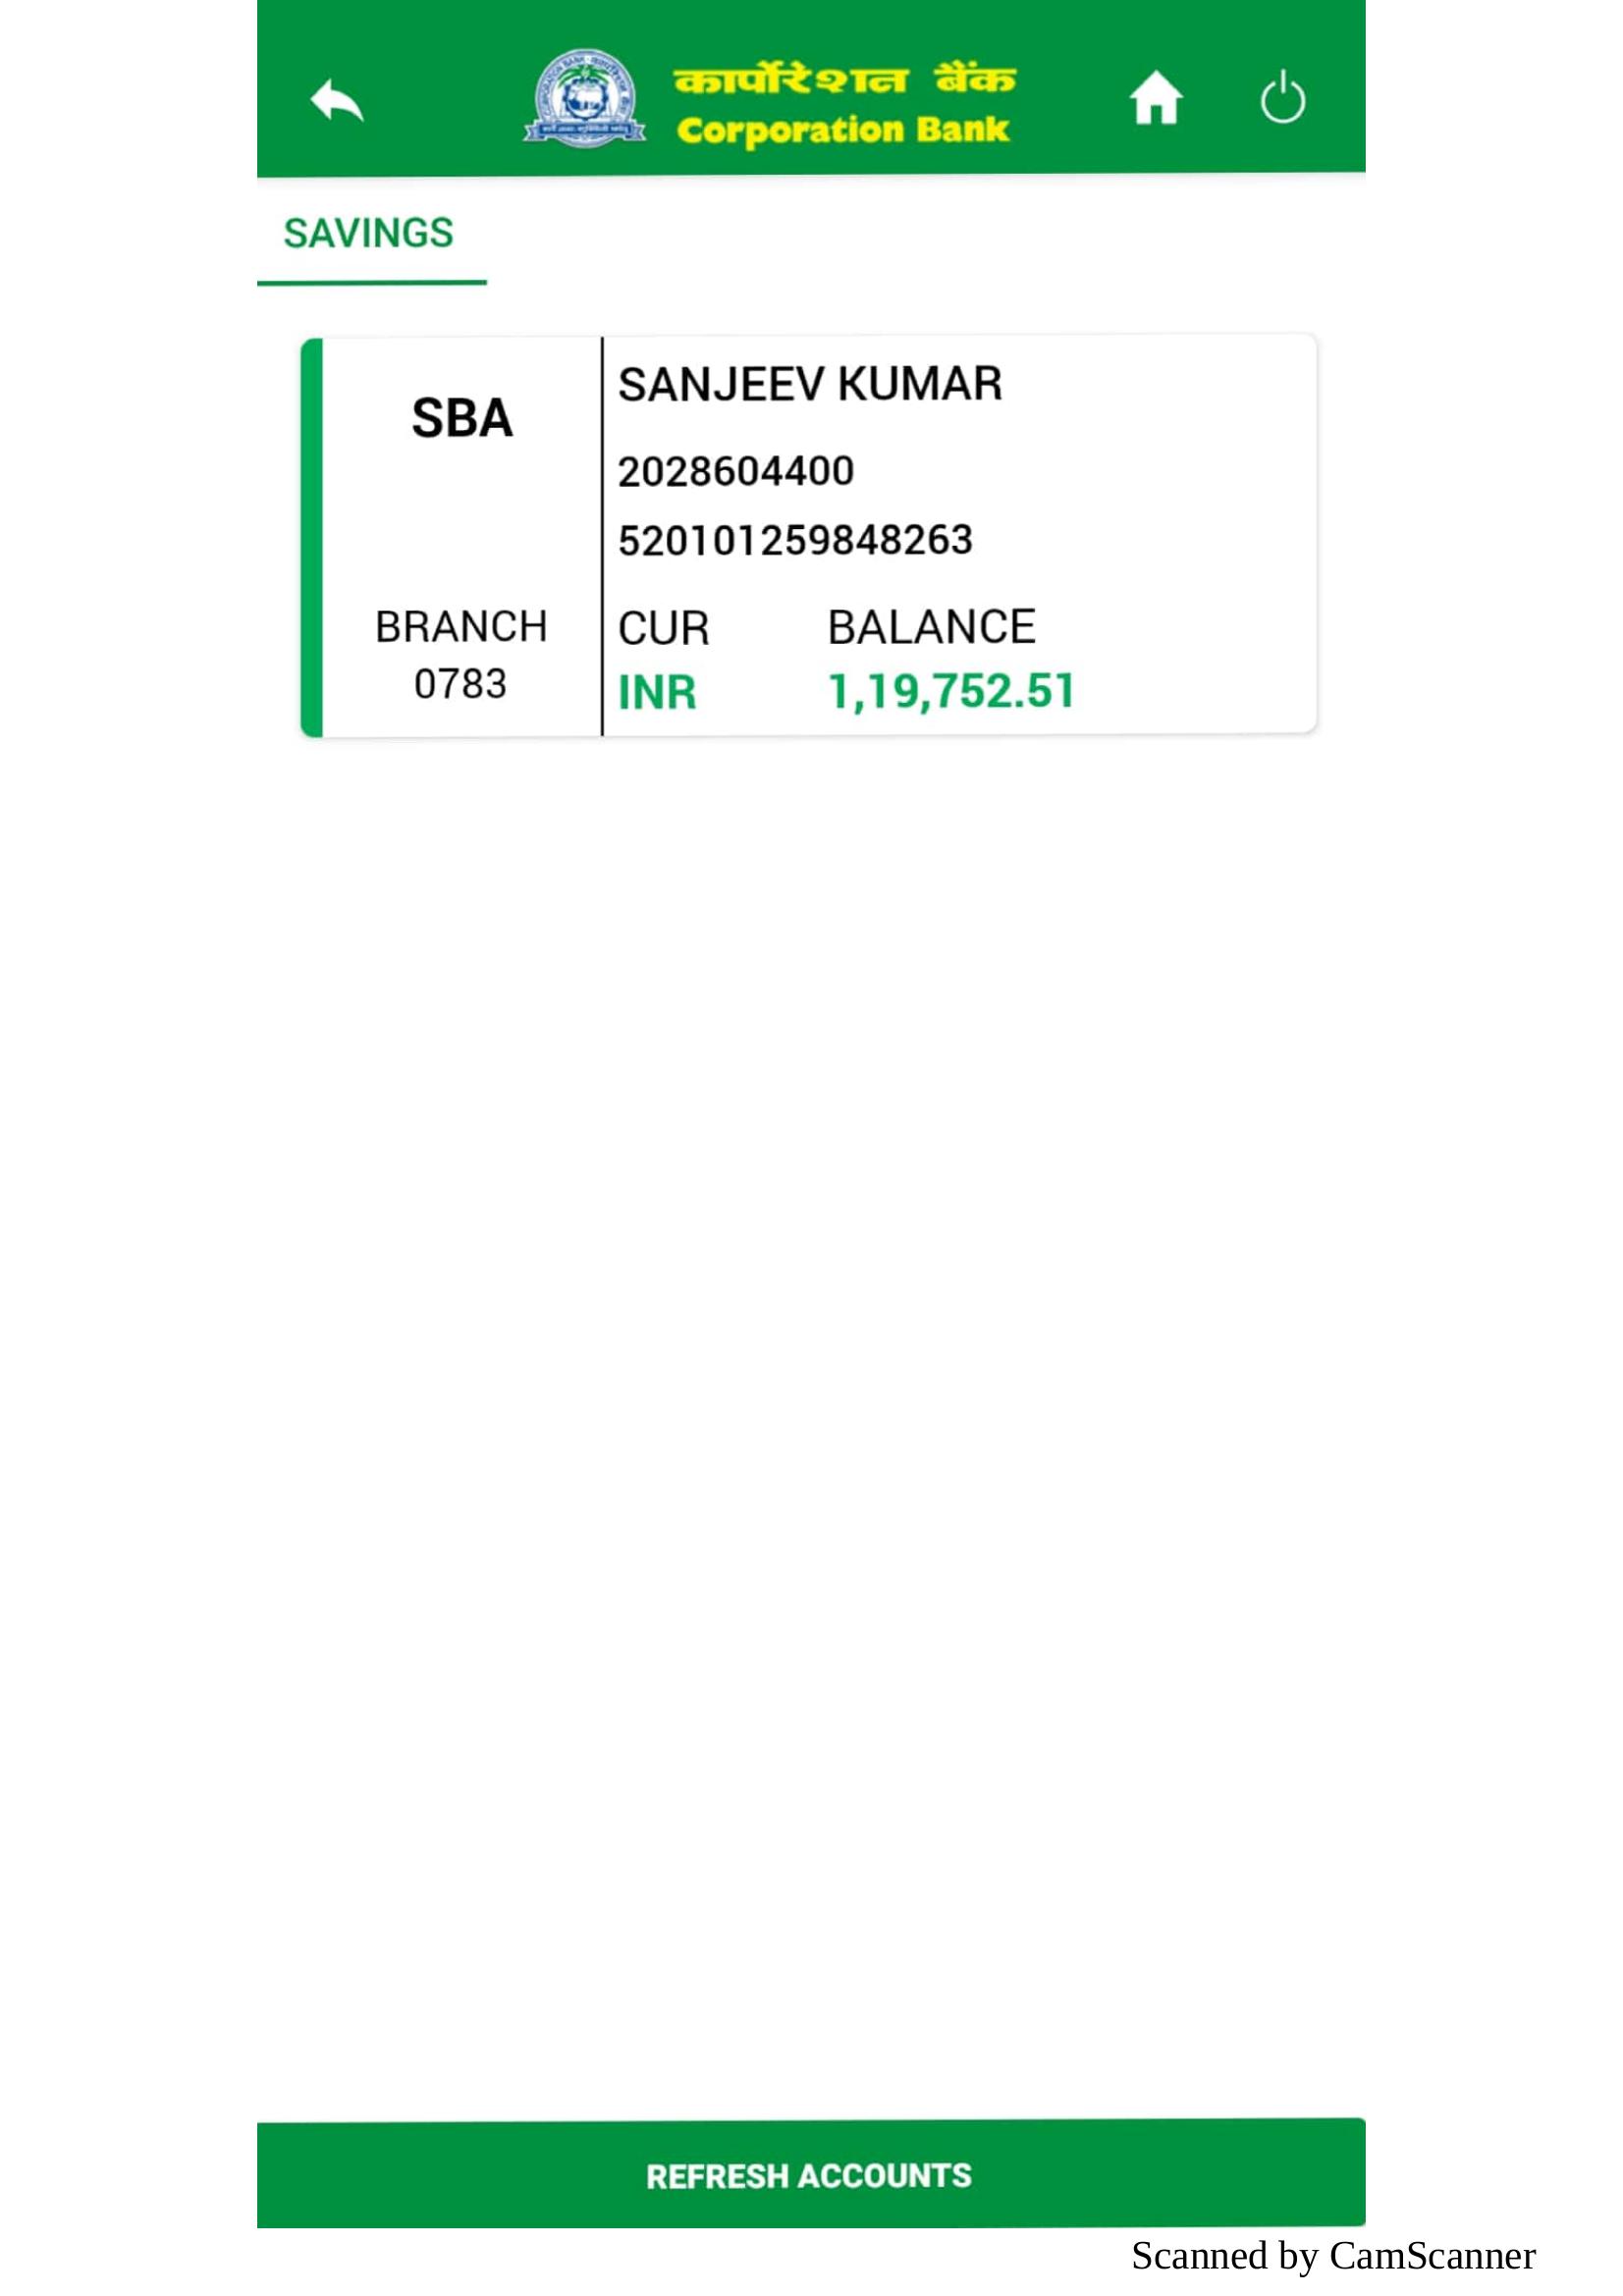 कार्पोरेशन बैंक
Corporation Bank
SAVINGS
SBA
SANJEEV KUMAR
2028604400
520101259848263
BRANCH
0783
CUR BALANCE
INR 1,19,752.51
REFRESH ACCOUNTS
Scanned by CamScanner